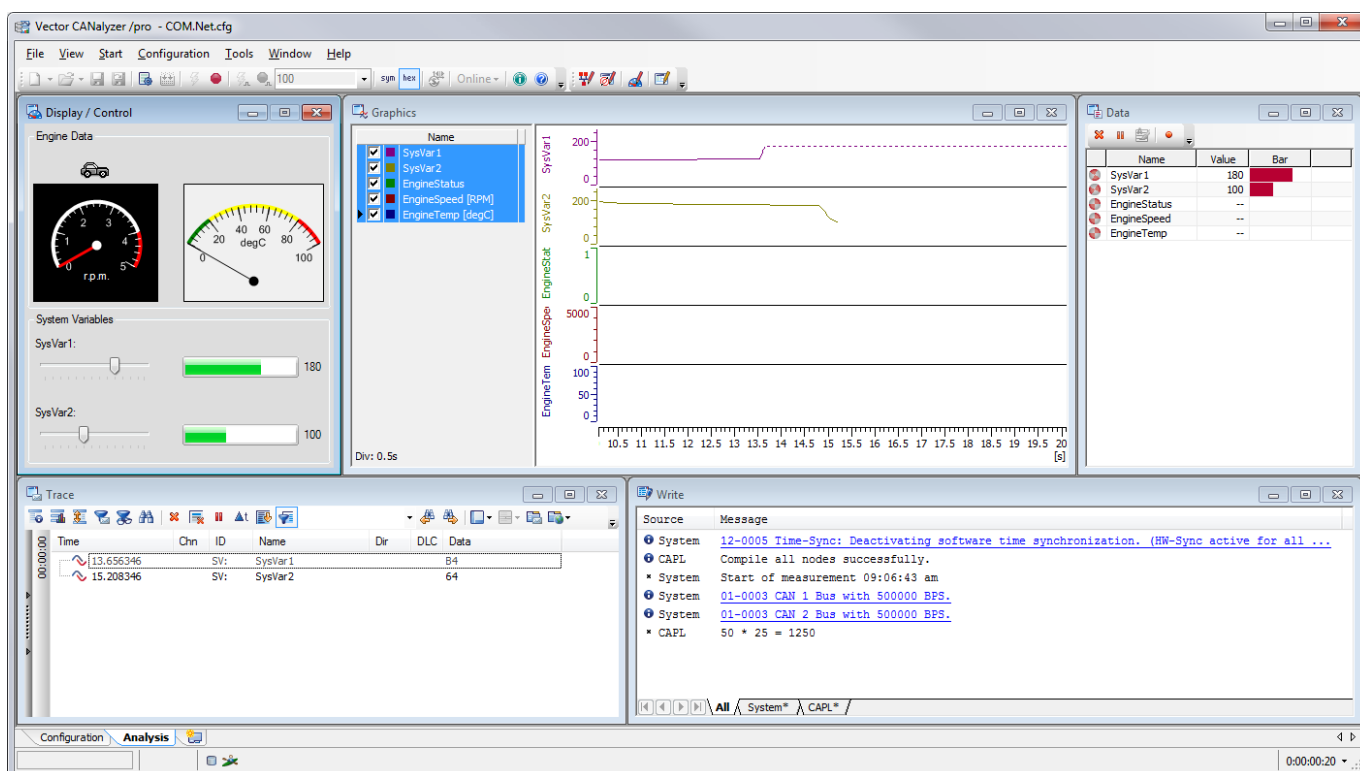 Vector CANalyzer /pro - COM.Net.cfg
File View Start Configuration Tools Window Help
100 sym hex Online
Display / Control
Engine Data
0 1 2 3 4 5
r.p.m.
0 20 40 60 80 100
degC
System Variables
SysVar1:
180
SysVar2:
100
Graphics
Name
SysVar1
SysVar2
EngineStatus
EngineSpeed [RPM]
EngineTemp [degC]
Div: 0.5s
SysVar1
200
0
SysVar2
200
0
EngineStat
1
0
EngineSpe
5000
0
EngineTem
100
50
0
10.5 11 11.5 12 12.5 13 13.5 14 14.5 15 15.5 16 16.5 17 17.5 18 18.5 19 19.5 20
[s]
Data
Name Value Bar
SysVar1 180
SysVar2 100
EngineStatus --
EngineSpeed --
EngineTemp --
Trace
00:00:00
Time Chn ID Name Dir DLC Data
13.656346 SV: SysVar1 B4
15.208346 SV: SysVar2 64
Write
Source Message
System 12-0005 Time-Sync: Deactivating software time synchronization. (HW-Sync active for all ...
CAPL Compile all nodes successfully.
System Start of measurement 09:06:43 am
System 01-0003 CAN 1 Bus with 500000 BPS.
System 01-0003 CAN 2 Bus with 500000 BPS.
CAPL 50 * 25 = 1250
All System* CAPL*
Configuration Analysis
0:00:00:20